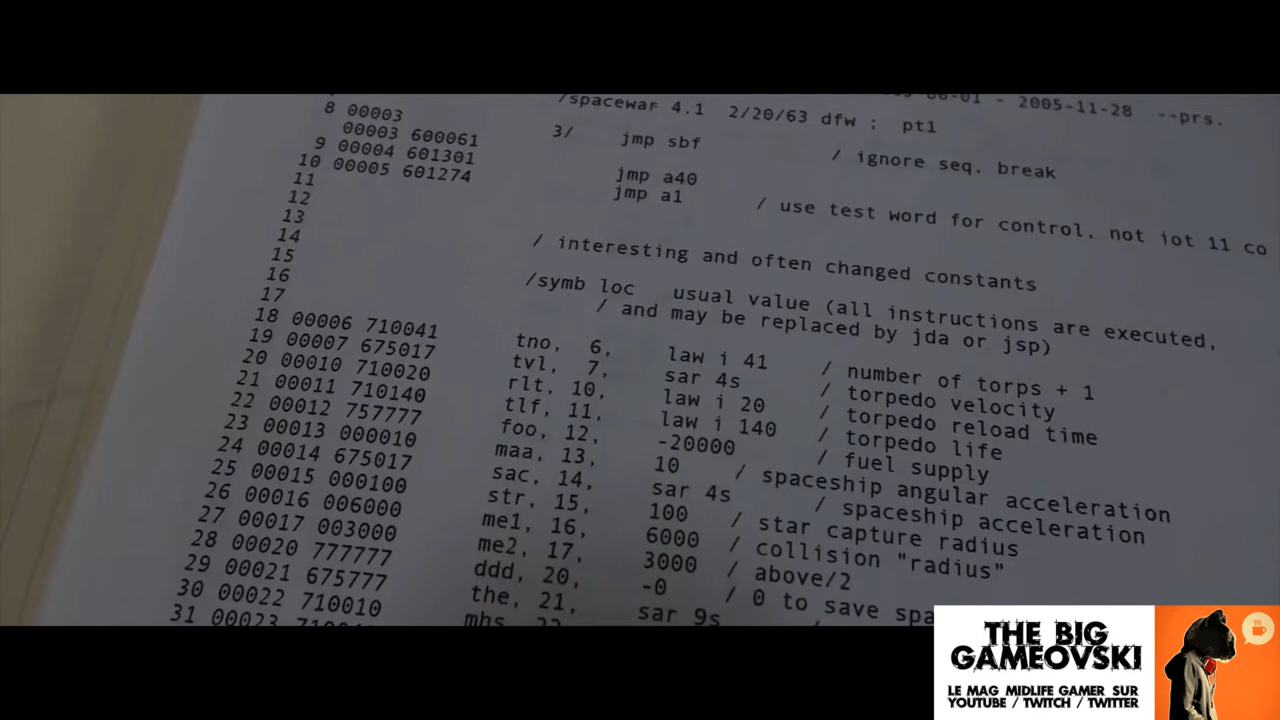 - 2005-11-28 --prs.
/spacewar 4.1 2/20/63 dfw ; pt1
8 00003
00003 600061 3/ jmp sbf / ignore seq. break
9 00004 601301 jmp a40
10 00005 601274 jmp a1 / use test word for control, not iot 11 co
11
12
13
14 / interesting and often changed constants
15
16 /symb loc usual value (all instructions are executed,
17 / and may be replaced by jda or jsp)
18 00006 710041 tno, 6, law i 41 / number of torps + 1
19 00007 675017 tvl, 7, sar 4s / torpedo velocity
20 00010 710020 rlt, 10, law i 20 / torpedo reload time
21 00011 710140 tlf, 11, law i 140 / torpedo life
22 00012 757777 foo, 12, -20000 / fuel supply
23 00013 000010 maa, 13, 10 / spaceship angular acceleration
24 00014 675017 sac, 14, sar 4s / spaceship acceleration
25 00015 000100 str, 15, 100 / star capture radius
26 00016 006000 me1, 16, 6000 / collision "radius"
27 00017 003000 me2, 17, 3000 / above/2
28 00020 777777 ddd, 20, -0 / 0 to save spa
29 00021 675777 the, 21, sar 9s /
30 00022 710010 mhs,
31 00023
THE BIG
GAMEOVSKI
LE MAG MIDLIFE GAMER SUR
YOUTUBE / TWITCH / TWITTER